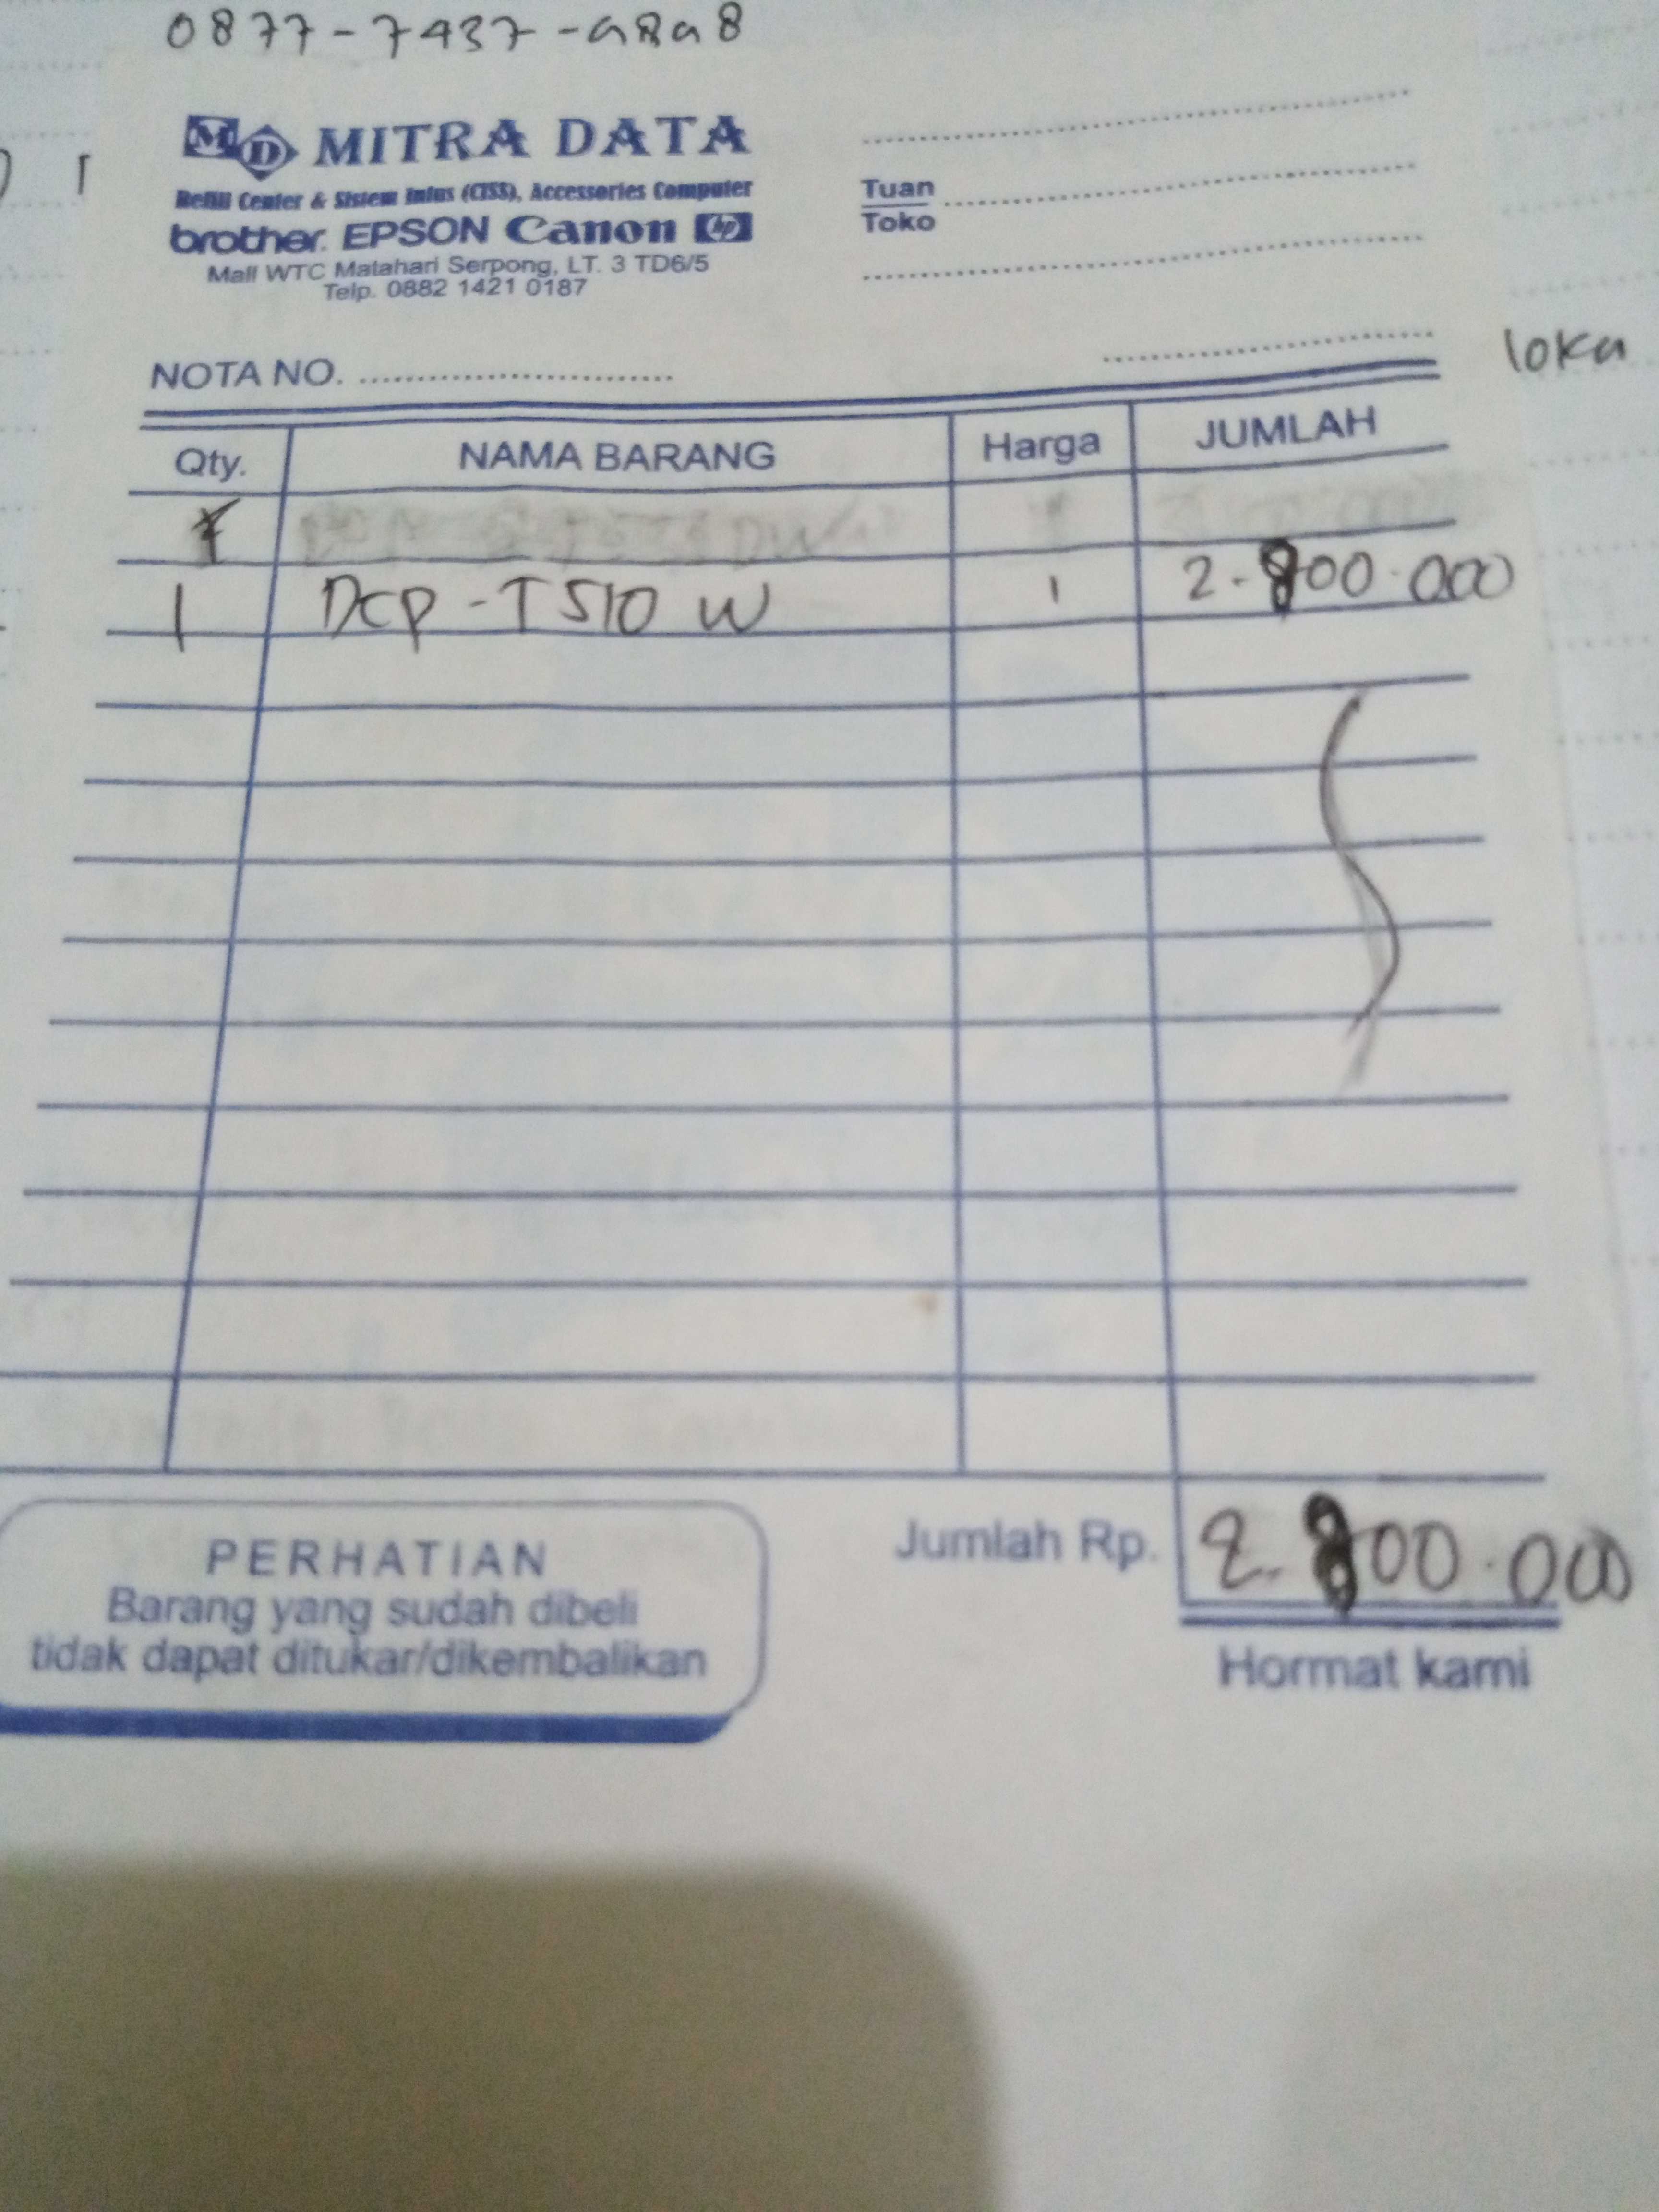 0877-7437-9898
MD MITRA DATA
Refill Center & Sistem Infus (CISS), Accessories Computer
brother. EPSON Canon hp
Mall WTC Matahari Serpong, LT. 3 TD6/5
Telp. 0882 1421 0187
Tuan
Toko
NOTA NO.
loka
Qty. NAMA BARANG Harga JUMLAH
1 DCP-T510 W 1 2.800.000
Jumlah Rp. 2.800.000
PERHATIAN
Barang yang sudah dibeli
tidak dapat ditukar/dikembalikan
Hormat kami